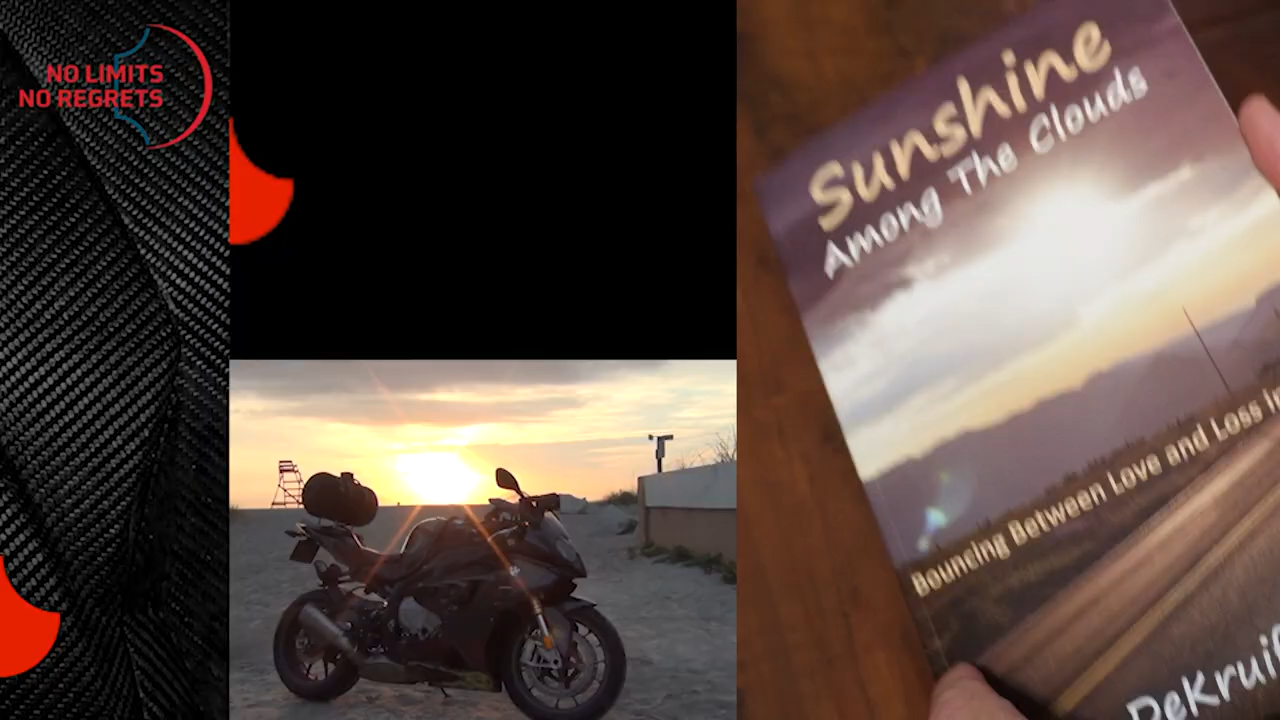 NO LIMITS
NO REGRETS
Sunshine
Among The Clouds
Bouncing Between Love and Loss